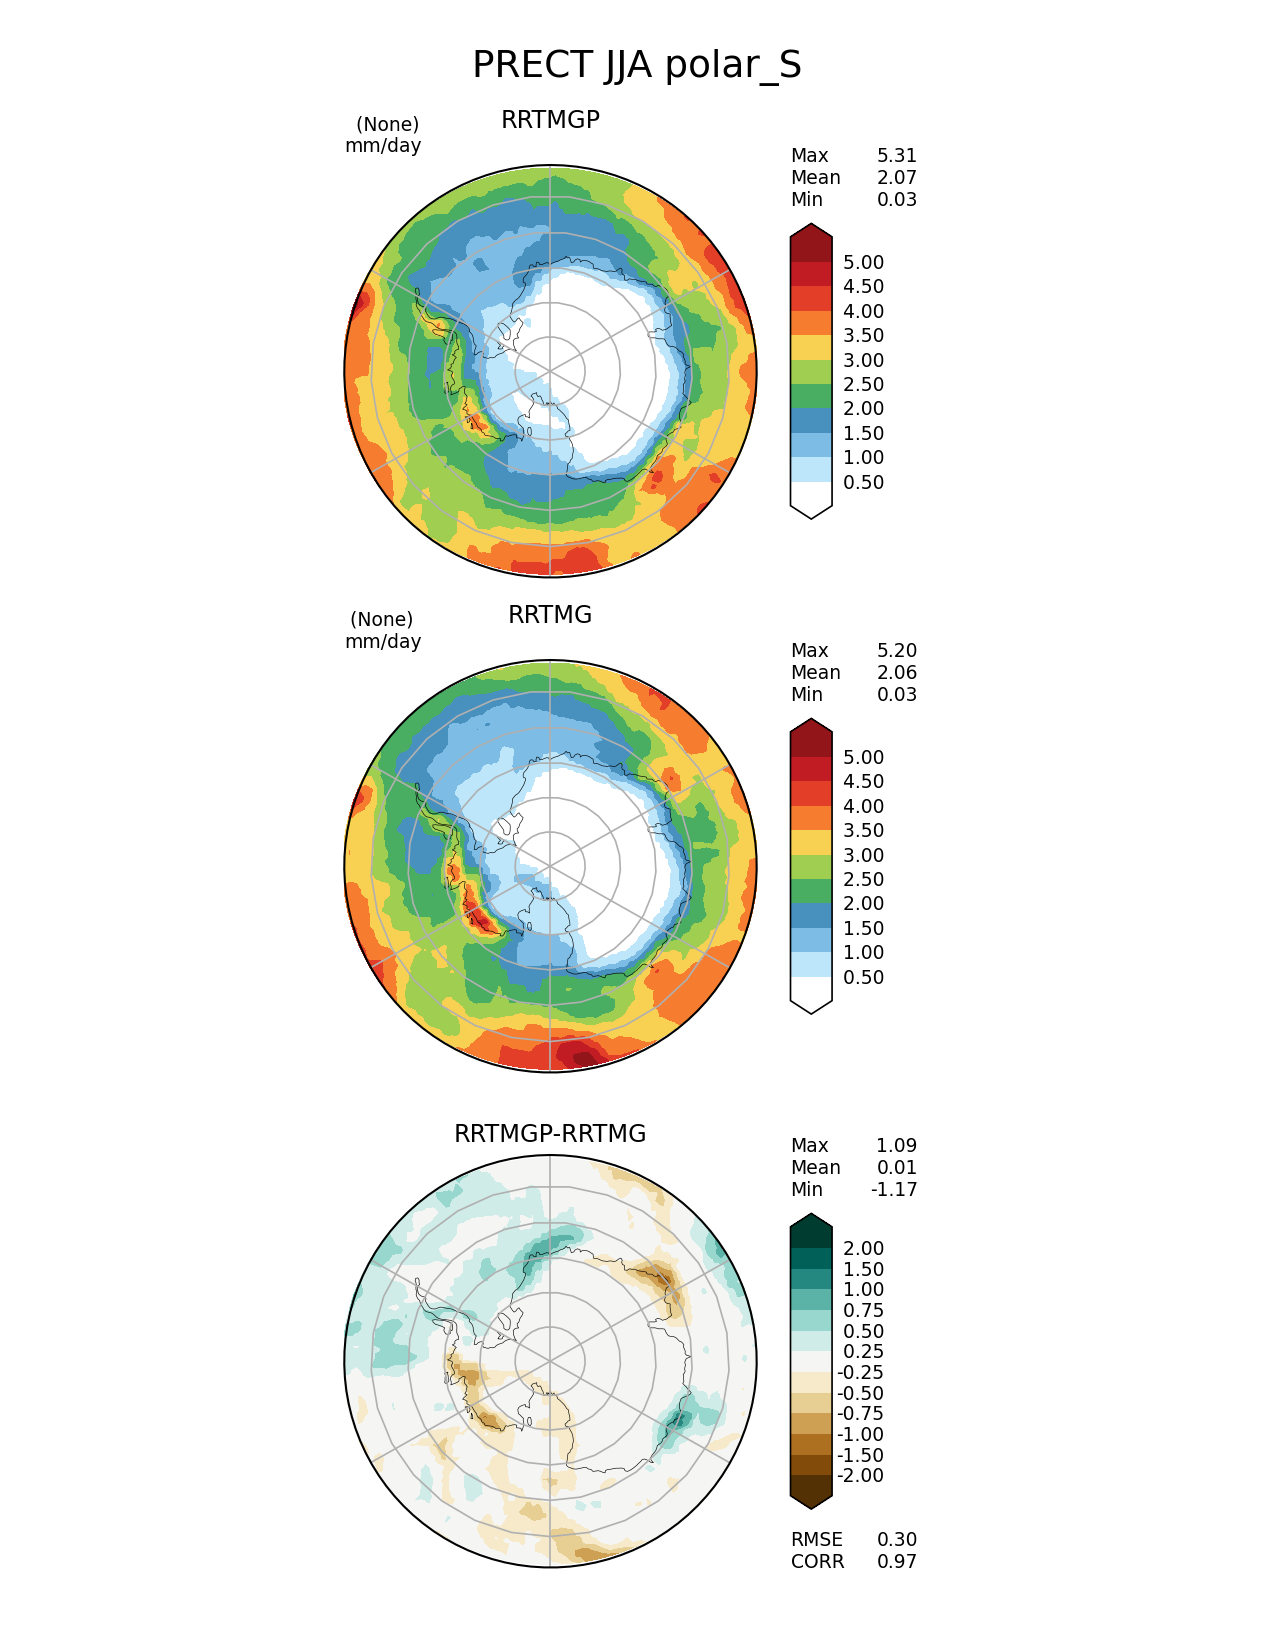 PRECT JJA polar_S
(None)
mm/day
RRTMGP
Max 5.31
Mean 2.07
Min 0.03
5.00
4.50
4.00
3.50
3.00
2.50
2.00
1.50
1.00
0.50
(None)
mm/day
RRTMG
Max 5.20
Mean 2.06
Min 0.03
5.00
4.50
4.00
3.50
3.00
2.50
2.00
1.50
1.00
0.50
RRTMGP-RRTMG
Max 1.09
Mean 0.01
Min -1.17
2.00
1.50
1.00
0.75
0.50
0.25
-0.25
-0.50
-0.75
-1.00
-1.50
-2.00
RMSE 0.30
CORR 0.97